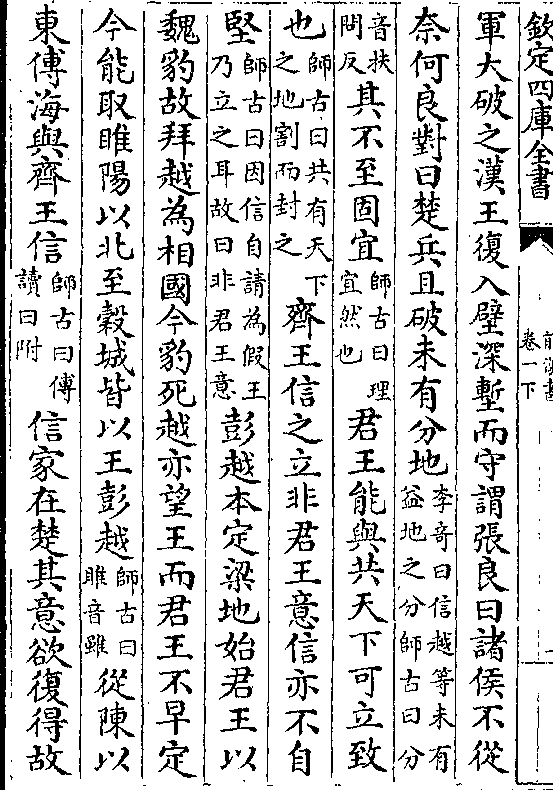 欽定四庫全書
前漢書
卷一下
軍大破之漢王復入壁深塹而守謂張良曰諸侯不從
奈何良對曰楚兵且破未有分地李奇曰信越等未有益地之分師古曰分
音扶問反其不至固宜師古曰理宜然也君王能與共天下可立致
也師古曰共有天下之地割而封之齊王信之立非君王意信亦不自
堅師古曰因信自請為假王乃立之耳故曰非君王意彭越本定梁地始君王以
魏豹故拜越為相國今豹死越亦望王而君王不早定
今能取睢陽以北至穀城皆以王彭越師古曰睢音雖從陳以
東傅海與齊王信師古曰傅讀曰附信家在楚其意欲復得故